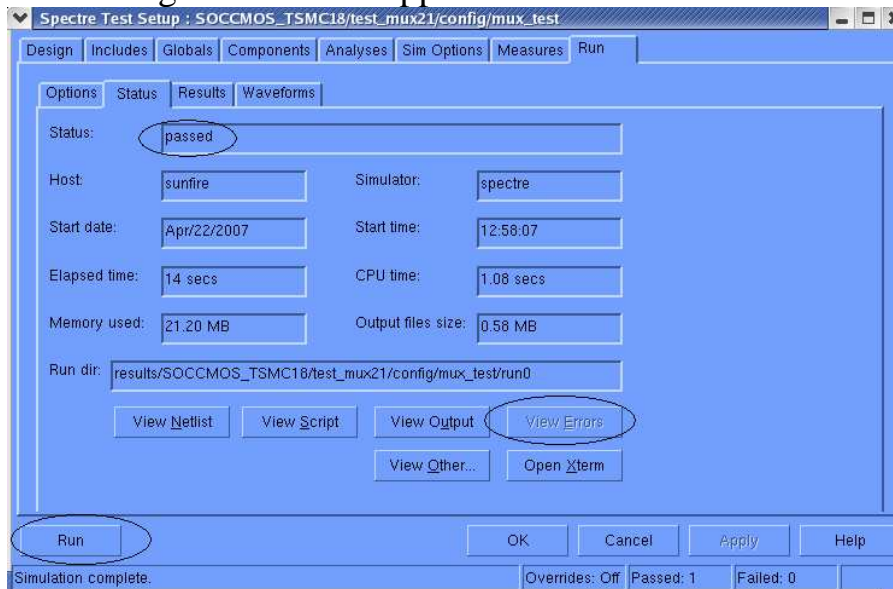 Spectre Test Setup : SOCCMOS_TSMC18/test_mux21/config/mux_test
Design Includes Globals Components Analyses Sim Options Measures Run
Options Status Results Waveforms
Status: passed
Host: sunfire Simulator: spectre
Start date: Apr/22/2007 Start time: 12:58:07
Elapsed time: 14 secs CPU time: 1.08 secs
Memory used: 21.20 MB Output files size: 0.58 MB
Run dir: results/SOCCMOS_TSMC18/test_mux21/config/mux_test/run0
View Netlist View Script View Output View Errors
View Other... Open Xterm
Run OK Cancel Apply Help
Simulation complete. Overrides: Off Passed: 1 Failed: 0